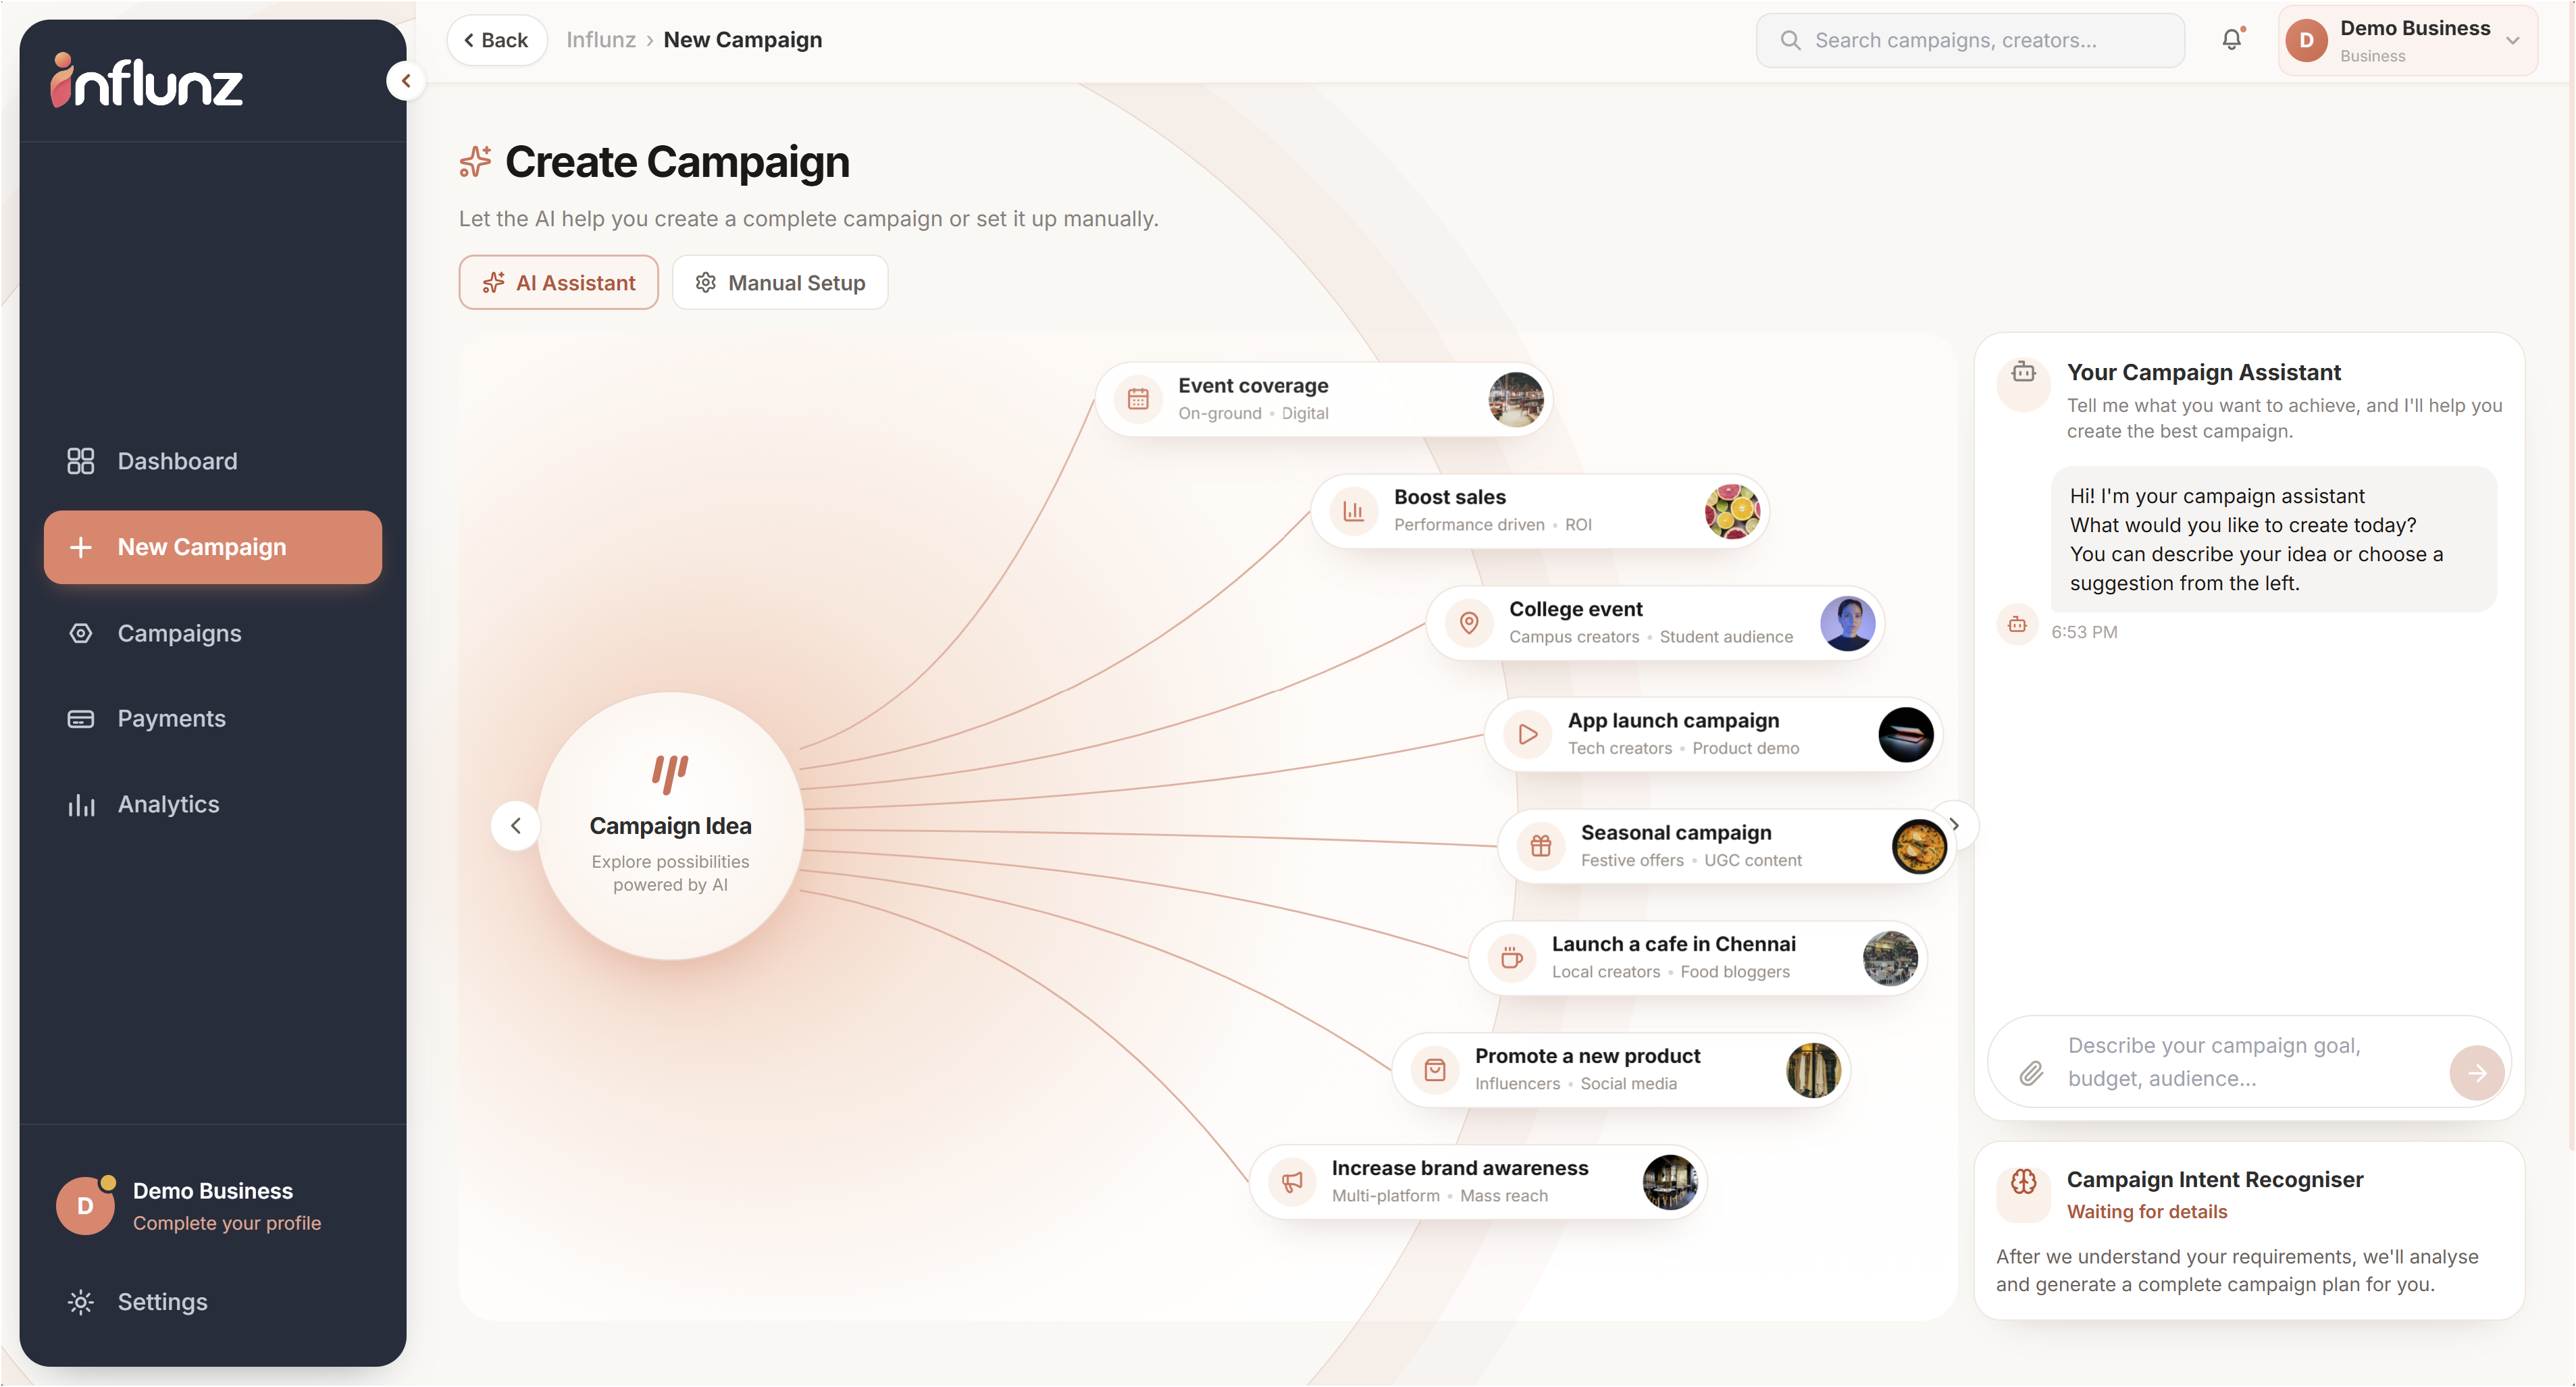 influnz
Back
Influnz › New Campaign
Search campaigns, creators...
D
Demo Business
Business
Dashboard
New Campaign
Campaigns
Payments
Analytics
D
Demo Business
Complete your profile
Settings
Create Campaign
Let the AI help you create a complete campaign or set it up manually.
AI Assistant
Manual Setup
Campaign Idea
Explore possibilities
powered by AI
Event coverage
On-ground • Digital
Boost sales
Performance driven • ROI
College event
Campus creators • Student audience
App launch campaign
Tech creators • Product demo
Seasonal campaign
Festive offers • UGC content
Launch a cafe in Chennai
Local creators • Food bloggers
Promote a new product
Influencers • Social media
Increase brand awareness
Multi-platform • Mass reach
Your Campaign Assistant
Tell me what you want to achieve, and I'll help you
create the best campaign.
Hi! I'm your campaign assistant
What would you like to create today?
You can describe your idea or choose a
suggestion from the left.
6:53 PM
Describe your campaign goal,
budget, audience...
Campaign Intent Recogniser
Waiting for details
After we understand your requirements, we'll analyse
and generate a complete campaign plan for you.